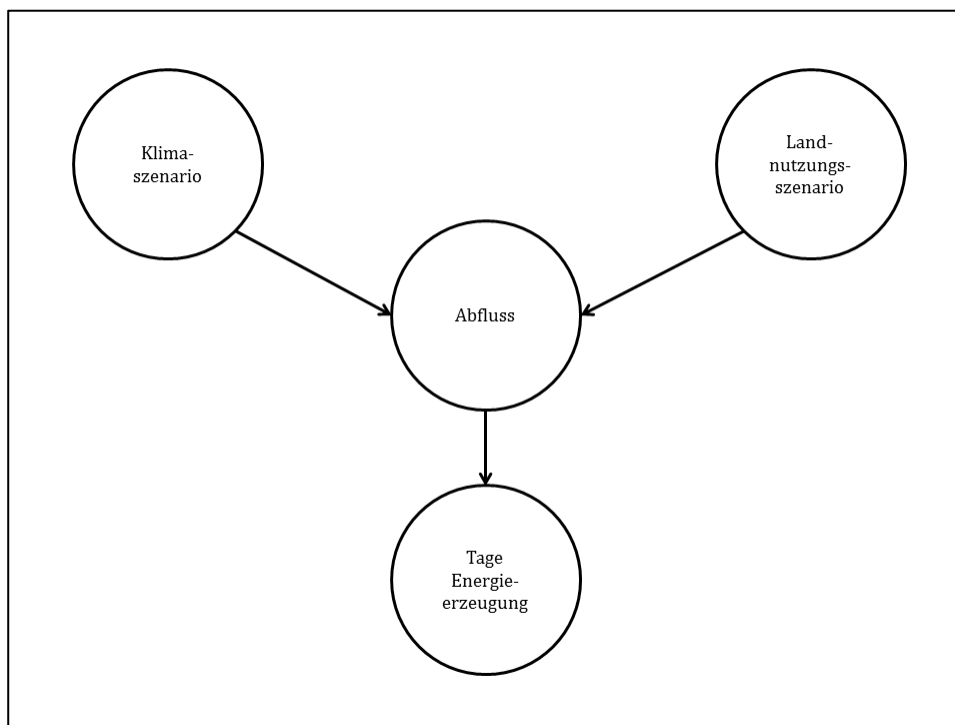 Klima-
szenario
Land-
nutzungs-
szenario
Abfluss
Tage
Energie-
erzeugung